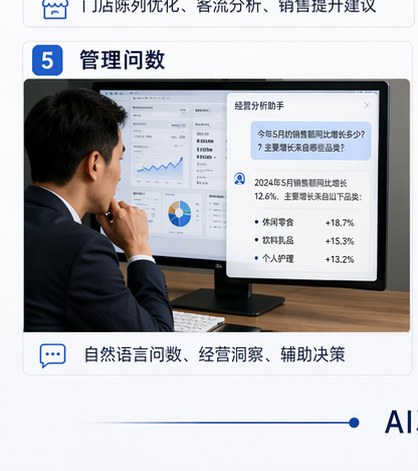 门店陈列优化、客流分析、销售提升建议
5 管理问数
经营分析助手
今年5月的销售额同比增长多少?
? 主要增长来自哪些品类?
2024年5月销售额同比增长
12.6%，主要增长来自以下品类:
• 休闲零食 +18.7%
• 饮料乳品 +15.3%
• 个人护理 +13.2%
自然语言问数、经营洞察、辅助决策